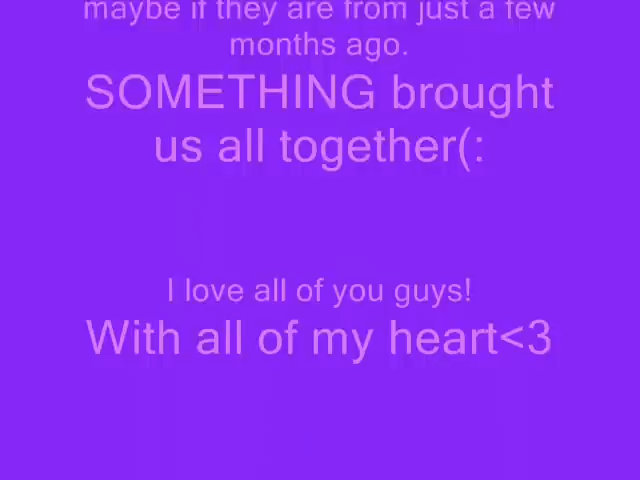 maybe if they are from just a few
months ago.
SOMETHING brought
us all together(:
I love all of you guys!
With all of my heart<3